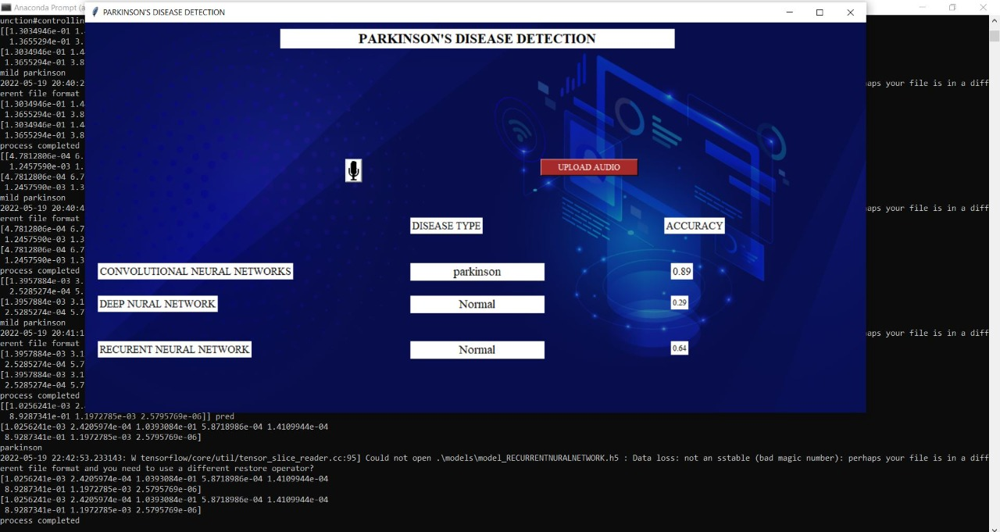 Anaconda Prompt (a
PARKINSON'S DISEASE DETECTION
unction#controllin
[[1.3034946e-01 1.4
1.3655294e-01 3.
[1.3034946e-01 1.4
1.3655294e-01 3.8
mild parkinson
2022-05-19 20:40:2
aps your file is in a diff
erent file format
[1.3034946e-01 1.4
1.3655294e-01 3.8
[1.3034946e-01 1.4
1.3655294e-01 3.8
process completed
[[4.7812806e-04 6.
1.2457590e-03 1.
[4.7812806e-04 6.7
1.2457590e-03 1.3
mild parkinson
2022-05-19 20:40:4
aps your file is in a diff
erent file format
[4.7812806e-04 6.7
1.2457590e-03 1.3
[4.7812806e-04 6.7
1.2457590e-03 1.3
process completed
[[1.3957884e-03 3.
2.5285274e-04 5.
[1.3957884e-03 3.1
2.5285274e-04 5.7
mild parkinson
2022-05-19 20:41:1
aps your file is in a diff
erent file format
[1.3957884e-03 3.1
2.5285274e-04 5.7
[1.3957884e-03 3.1
2.5285274e-04 5.7
process completed
[[1.0256241e-03 2.
PARKINSON'S DISEASE DETECTION
UPLOAD AUDIO
DISEASE TYPE ACCURACY
CONVOLUTIONAL NEURAL NETWORKS parkinson 0.89
DEEP NURAL NETWORK Normal 0.29
RECURENT NEURAL NETWORK Normal 0.64
8.9287341e-01 1.1972785e-03 2.5795769e-06]] pred
[1.0256241e-03 2.4205974e-04 1.0393084e-01 5.8718986e-04 1.4109944e-04
8.9287341e-01 1.1972785e-03 2.5795769e-06]
parkinson
2022-05-19 22:42:53.233143: W tensorflow/core/util/tensor_slice_reader.cc:95] Could not open .\models\model_RECURRENTNURALNETWORK.h5 : Data loss: not an sstable (bad magic number): perhaps your file is in a diff
erent file format and you need to use a different restore operator?
[1.0256241e-03 2.4205974e-04 1.0393084e-01 5.8718986e-04 1.4109944e-04
8.9287341e-01 1.1972785e-03 2.5795769e-06]
[1.0256241e-03 2.4205974e-04 1.0393084e-01 5.8718986e-04 1.4109944e-04
8.9287341e-01 1.1972785e-03 2.5795769e-06]
process completed